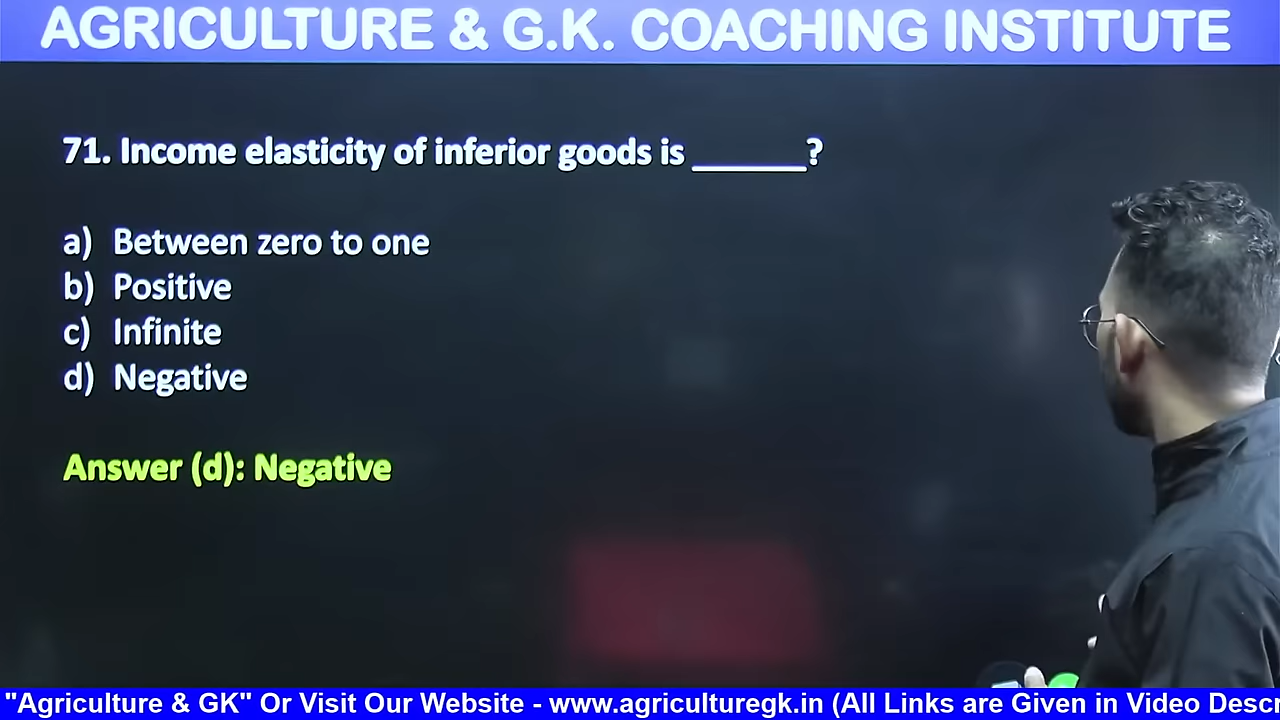 AGRICULTURE & G.K. COACHING INSTITUTE
71. Income elasticity of inferior goods is ______?
a) Between zero to one
b) Positive
c) Infinite
d) Negative
Answer (d): Negative
"Agriculture & GK" Or Visit Our Website - www.agriculturegk.in (All Links are Given in Video Descr